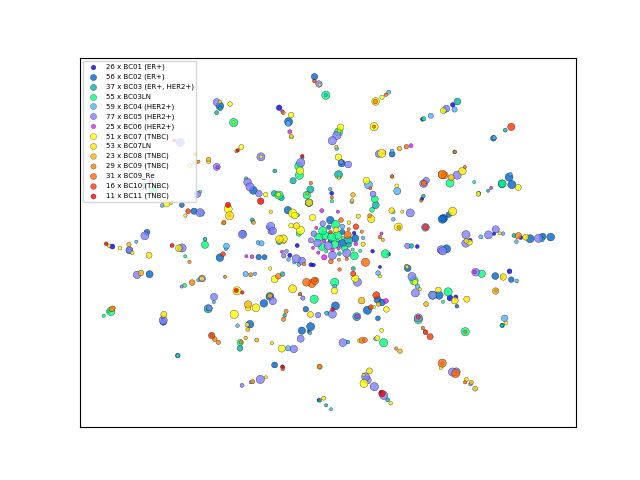 26 x BC01 (ER+)
56 x BC02 (ER+)
37 x BC03 (ER+, HER2+)
55 x BC03LN
59 x BC04 (HER2+)
77 x BC05 (HER2+)
25 x BC06 (HER2+)
51 x BC07 (TNBC)
53 x BC07LN
23 x BC08 (TNBC)
29 x BC09 (TNBC)
31 x BC09_Re
16 x BC10 (TNBC)
11 x BC11 (TNBC)